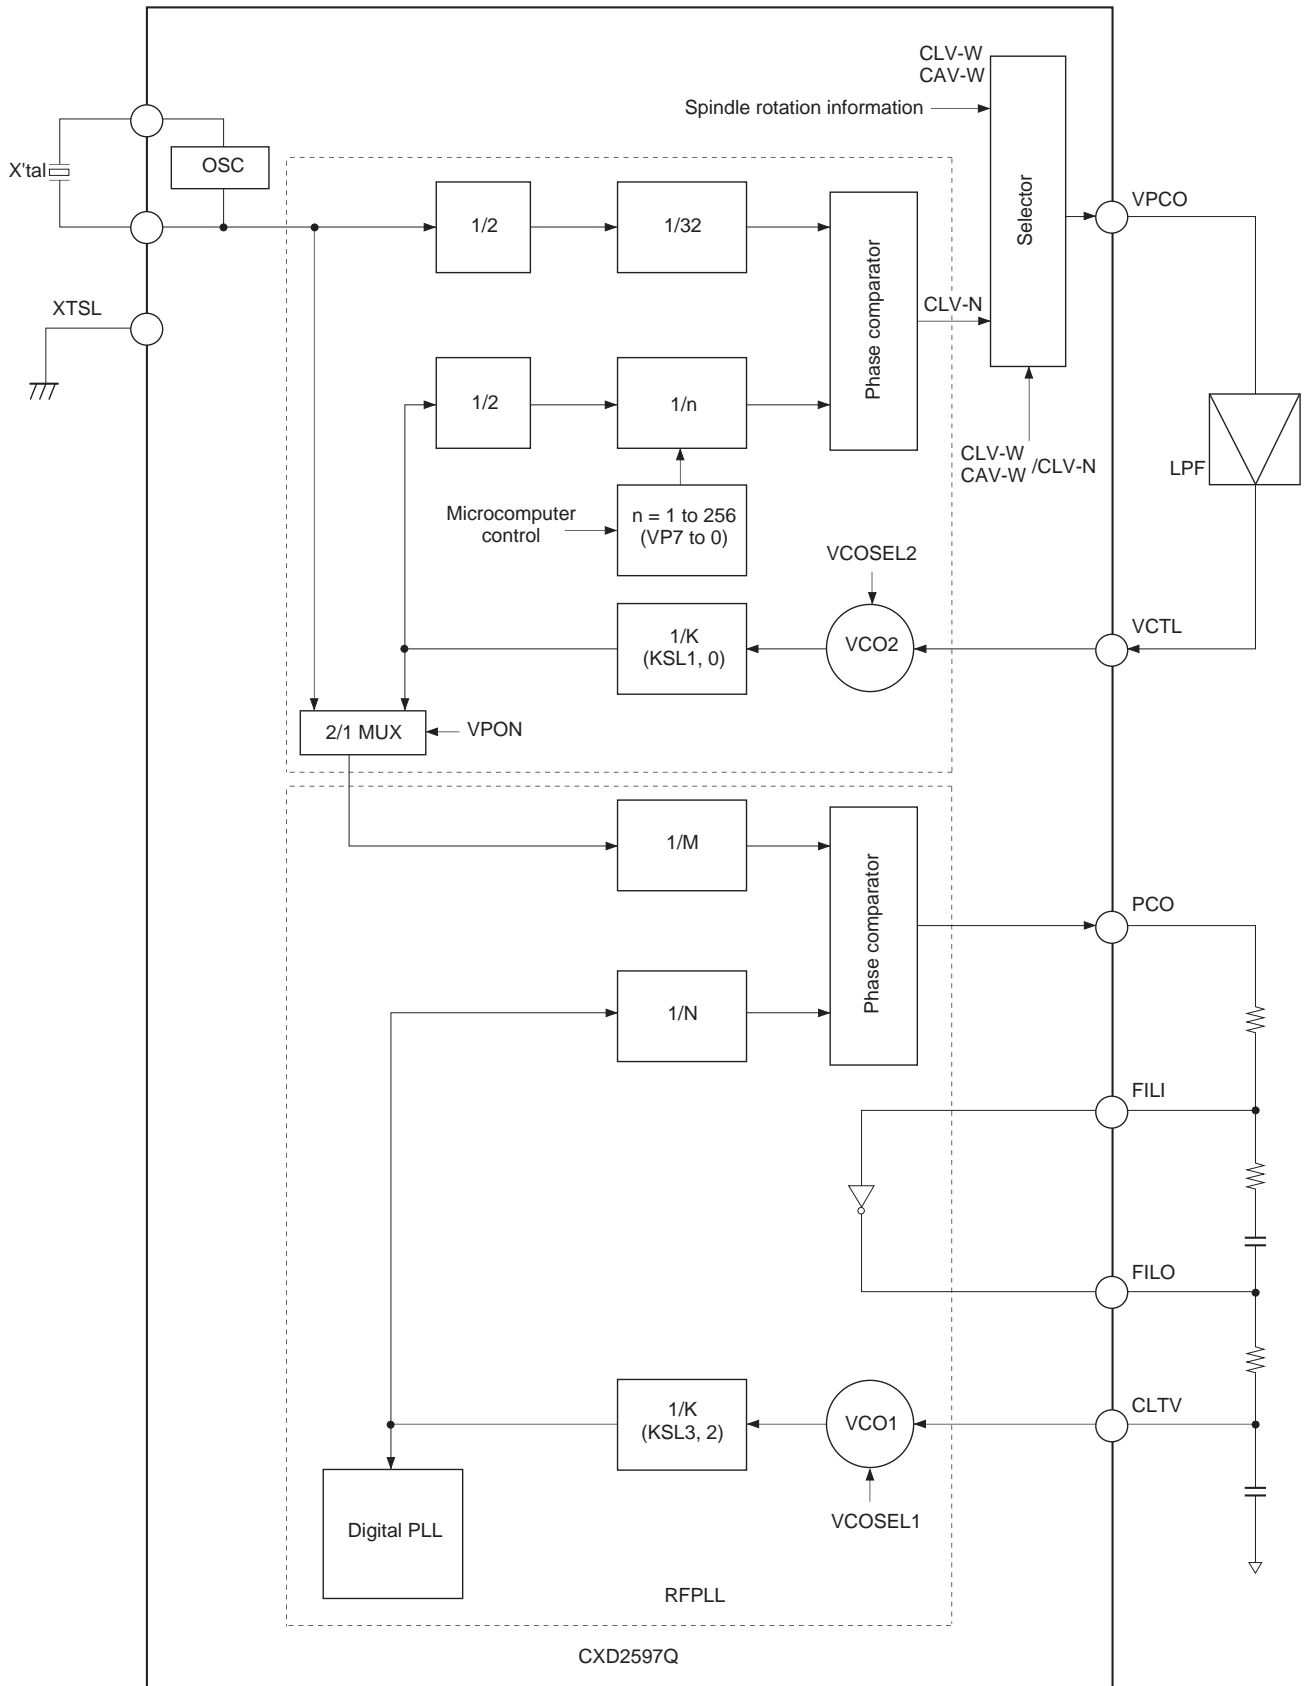 CLV-W
CAV-W
Spindle rotation information
X'tal
OSC
1/2
1/32
Phase comparator
Selector
VPCO
XTSL
CLV-N
1/2
1/n
CLV-W
CAV-W
/CLV-N
LPF
Microcomputer
control
n = 1 to 256
(VP7 to 0)
VCOSEL2
1/K
(KSL1, 0)
VCO2
VCTL
2/1 MUX
VPON
1/M
Phase comparator
PCO
1/N
FILI
FILO
1/K
(KSL3, 2)
VCO1
CLTV
VCOSEL1
Digital PLL
RFPLL
CXD2597Q